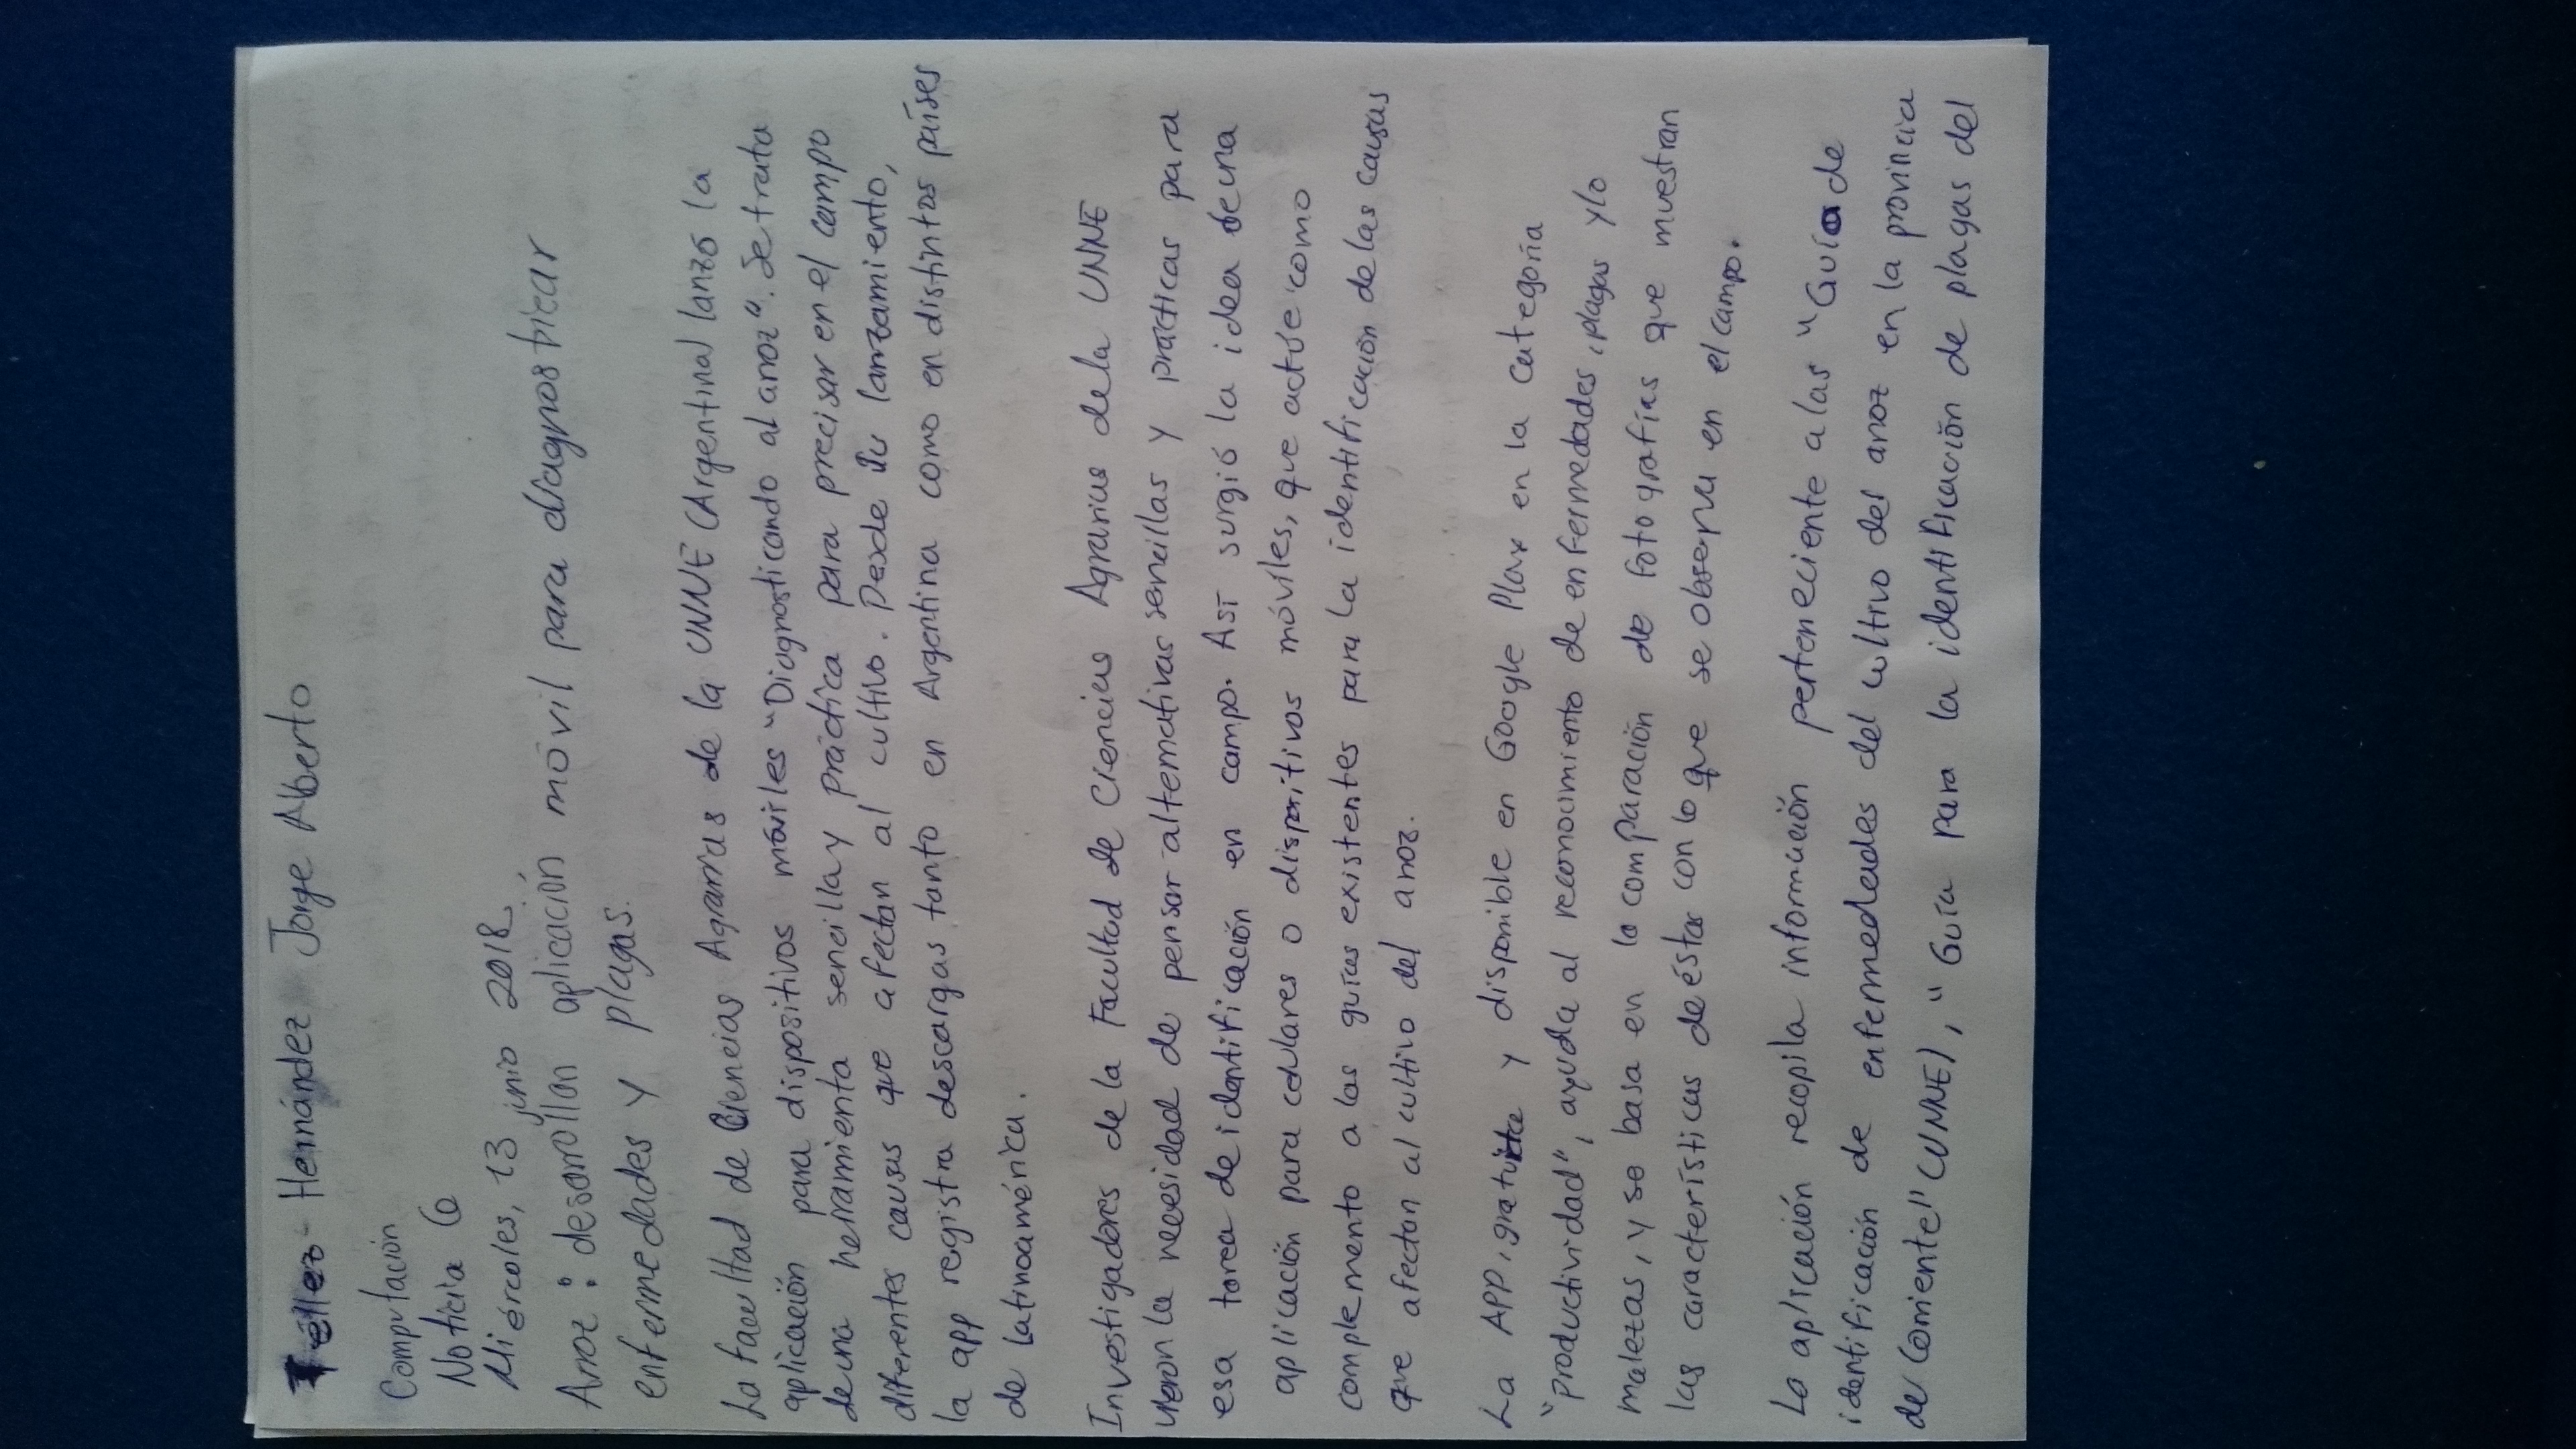 Téllez Hernández Jorge Alberto
Computación
Noticia 6
Miércoles, 13 junio 2018
Arroz: desarrollan aplicación móvil para diagnosticar
enfermedades y plagas.
La facultad de Ciencias Agrarias de la UNNE (Argentina) lanzó la
aplicación para dispositivos móviles "Diagnosticando al arroz". Se trata
de una herramienta sencilla y práctica para precisar en el campo
diferentes causas que afectan al cultivo. Desde su lanzamiento,
la app registra descargas tanto en Argentina como en distintos países
de latinoamérica.
Investigadores de la Facultad de Ciencias Agrarias de la UNNE
vieron la necesidad de pensar alternativas sencillas y practicas para
esa tarea de identificación en campo. Así surgió la idea de una
aplicación para celulares o dispositivos móviles, que actúe como
complemento a las guías existentes para la identificación de las causas
que afectan al cultivo del arroz.
La APP, gratuita y disponible en Google Play en la categoría
"productividad", ayuda al reconocimiento de enfermedades, plagas y/o
malezas, y se basa en la comparación de fotografías que muestran
las características de éstas con lo que se observa en el campo.
La aplicación recopila información perteneciente a las "Guía de
identificación de enfermedades del cultivo del arroz en la provincia
de Corriente" (UNNE), "Guía para la identificación de plagas del